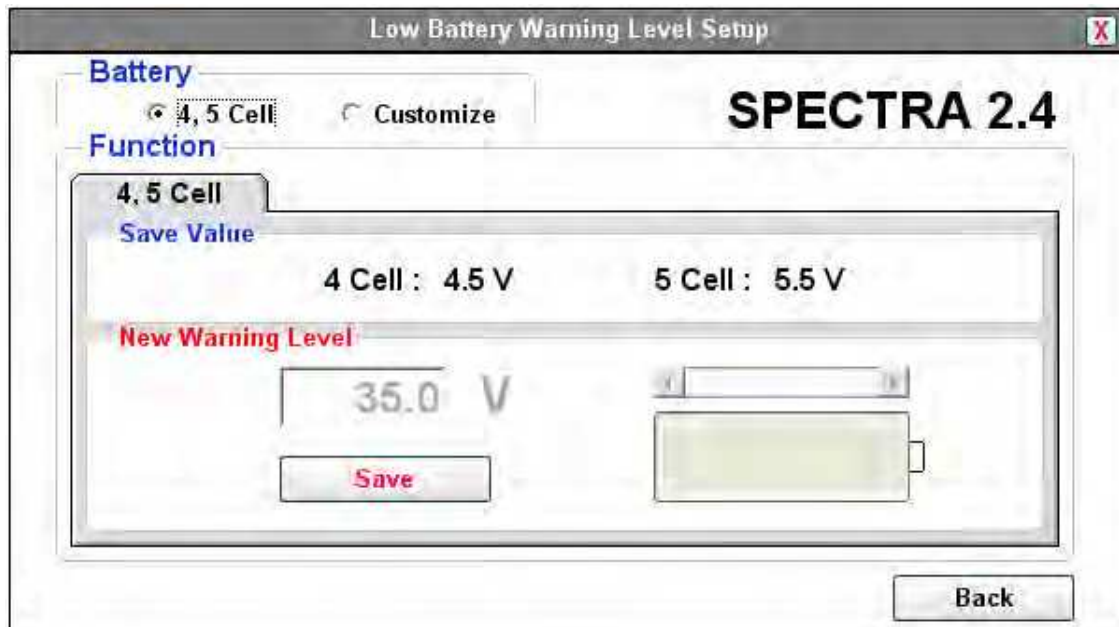 Low Battery Warning Level Setup X
Battery
4, 5 Cell Customize
SPECTRA 2.4
Function
4, 5 Cell
Save Value
4 Cell : 4.5 V 5 Cell : 5.5 V
New Warning Level
35.0 V
Save
Back